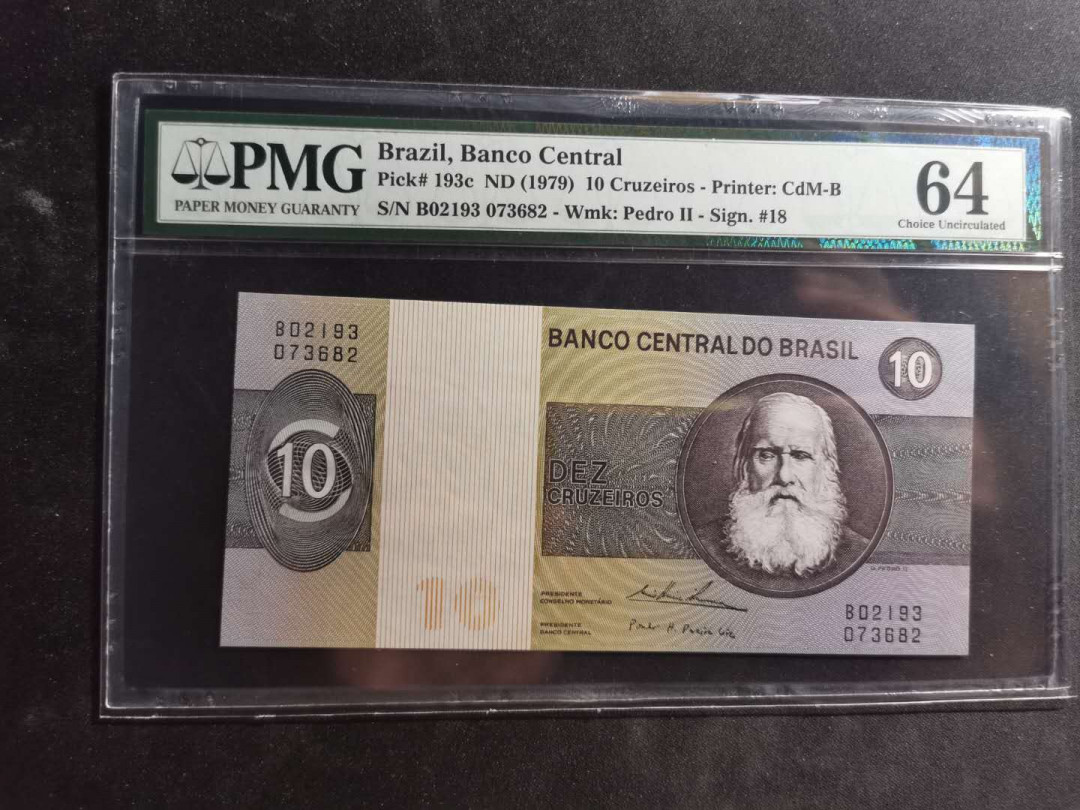 PMG
PAPER MONEY GUARANTY
Brazil, Banco Central
Pick# 193c ND (1979) 10 Cruzeiros - Printer: CdM-B
S/N B02193 073682 - Wmk: Pedro II - Sign. #18
64
Choice Uncirculated
B02193
073682
BANCO CENTRAL DO BRASIL
10
10
DEZ
CRUZEIROS
D. PEDRO II
10
PRESIDENTE
CONSELHO MONETÁRIO
PRESIDENTE
BANCO CENTRAL
B02193
073682